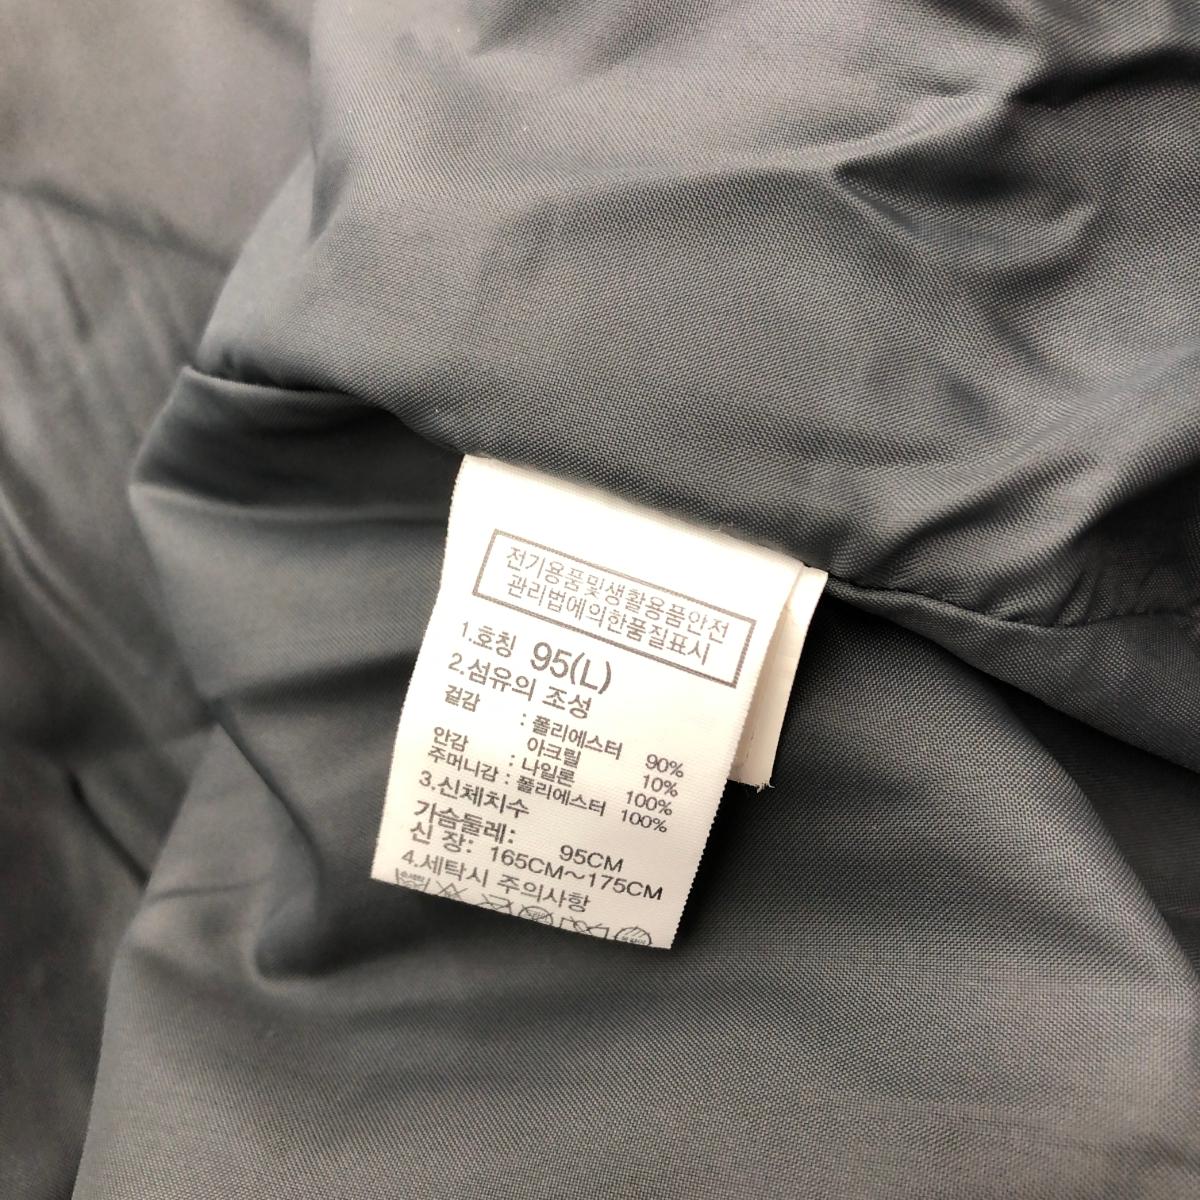 전기용품및생활용품안전
관리법에의한품질표시
1.호칭 95(L)
2.섬유의 조성
겉감 : 폴리에스터 90%
아크릴 10%
안감 : 나일론 100%
주머니감 : 폴리에스터 100%
3.신체치수
가슴둘레: 95CM
신 장: 165CM~175CM
4.세탁시 주의사항